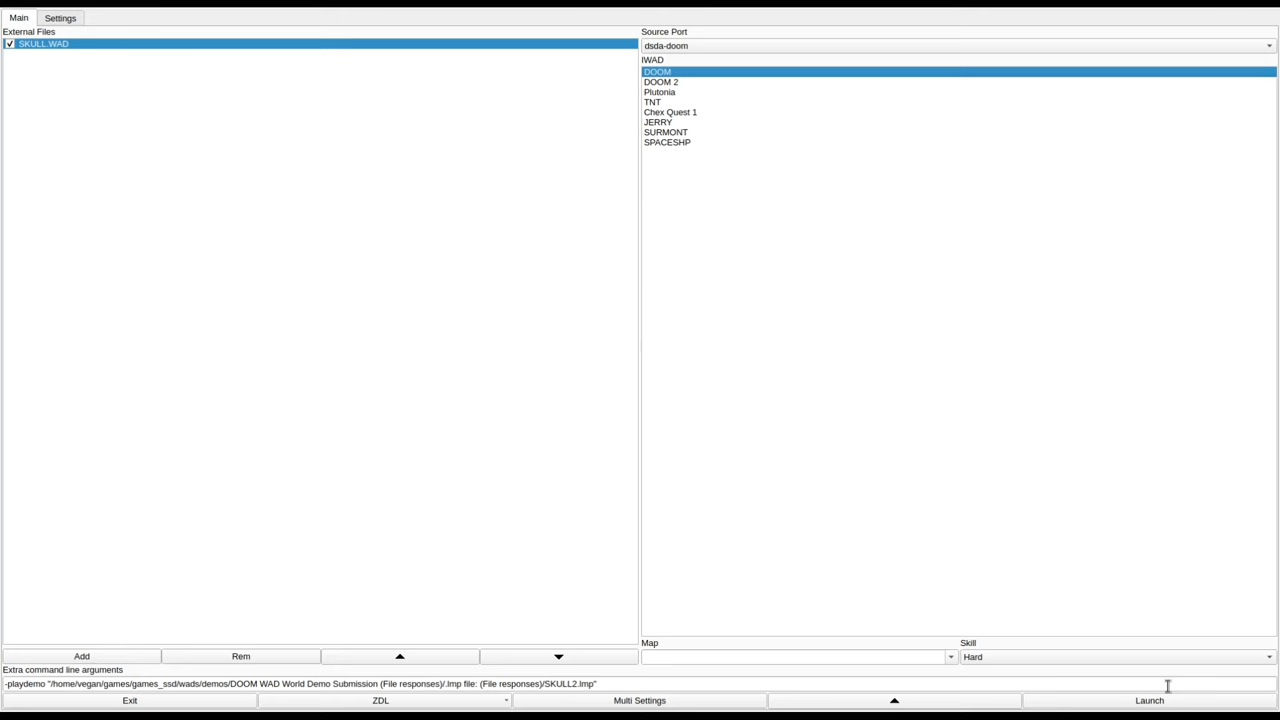 Main Settings
External Files
SKULL.WAD
Source Port
dsda-doom
IWAD
DOOM
DOOM 2
Plutonia
TNT
Chex Quest 1
JERRY
SURMONT
SPACESHP
Map Skill
Hard
Add Rem
Extra command line arguments
-playdemo "/home/vegan/games/games_ssd/wads/demos/DOOM WAD World Demo Submission (File responses)/.lmp file: (File responses)/SKULL2.lmp"
Exit ZDL Multi Settings Launch